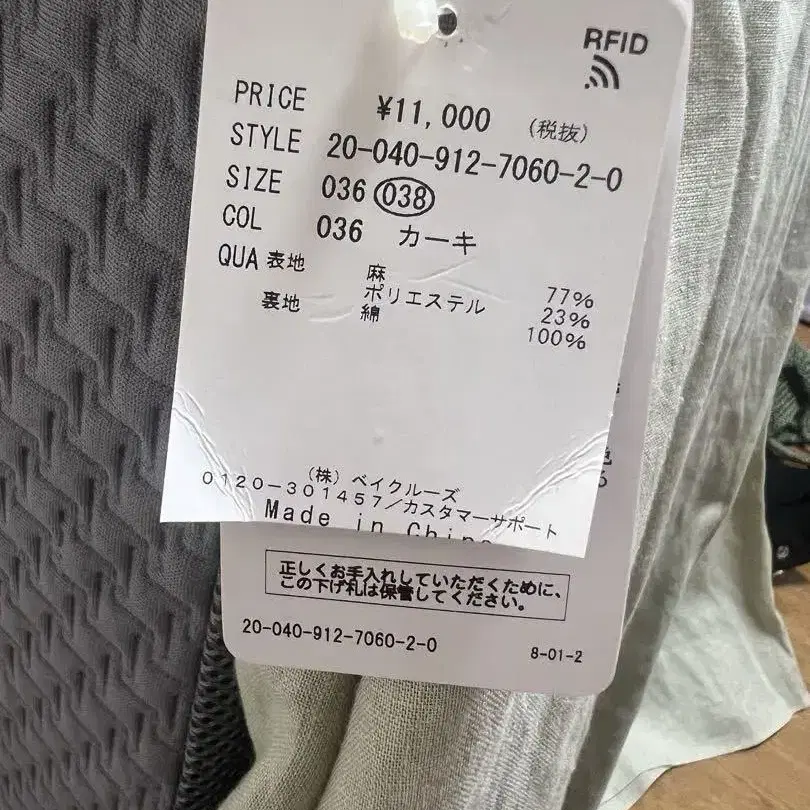 RFID
PRICE ¥11,000 (税抜)
STYLE 20-040-912-7060-2-0
SIZE 036 038
COL 036 カーキ
QUA 表地 麻 77%
ポリエステル 23%
裏地 綿 100%
(株) ベイクルーズ
0120-301457/カスタマーサポート
Made in China
正しくお手入れしていただくために、
この下げ札は保管してください。
20-040-912-7060-2-0 8-01-2